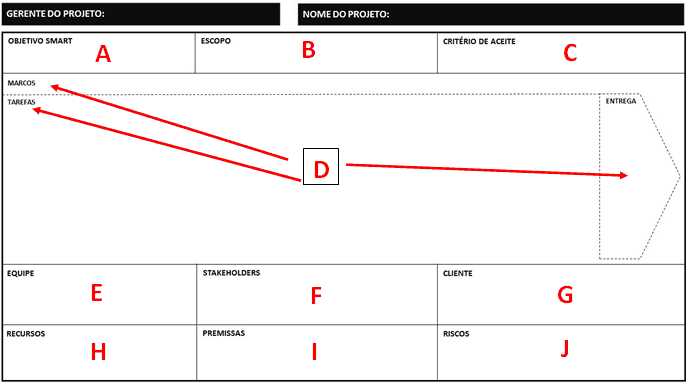 GERENTE DO PROJETO:
NOME DO PROJETO:
OBJETIVO SMART
A
ESCOPO
B
CRITÉRIO DE ACEITE
C
MARCOS
TAREFAS
ENTREGA
D
EQUIPE
E
STAKEHOLDERS
F
CLIENTE
G
RECURSOS
H
PREMISSAS
I
RISCOS
J